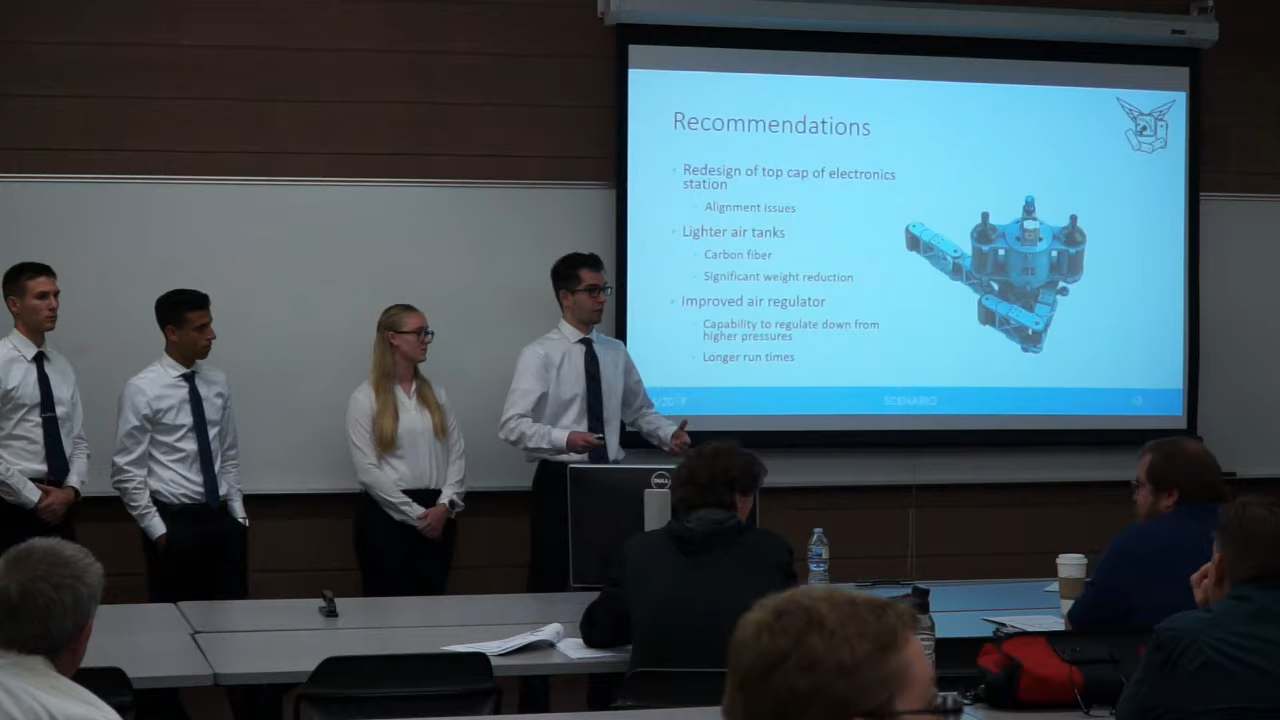 Recommendations
Redesign of top cap of electronics
station
Alignment issues
Lighter air tanks
Carbon fiber
Significant weight reduction
Improved air regulator
Capability to regulate down from
higher pressures
Longer run times
/2019 SCENARIO
DELL